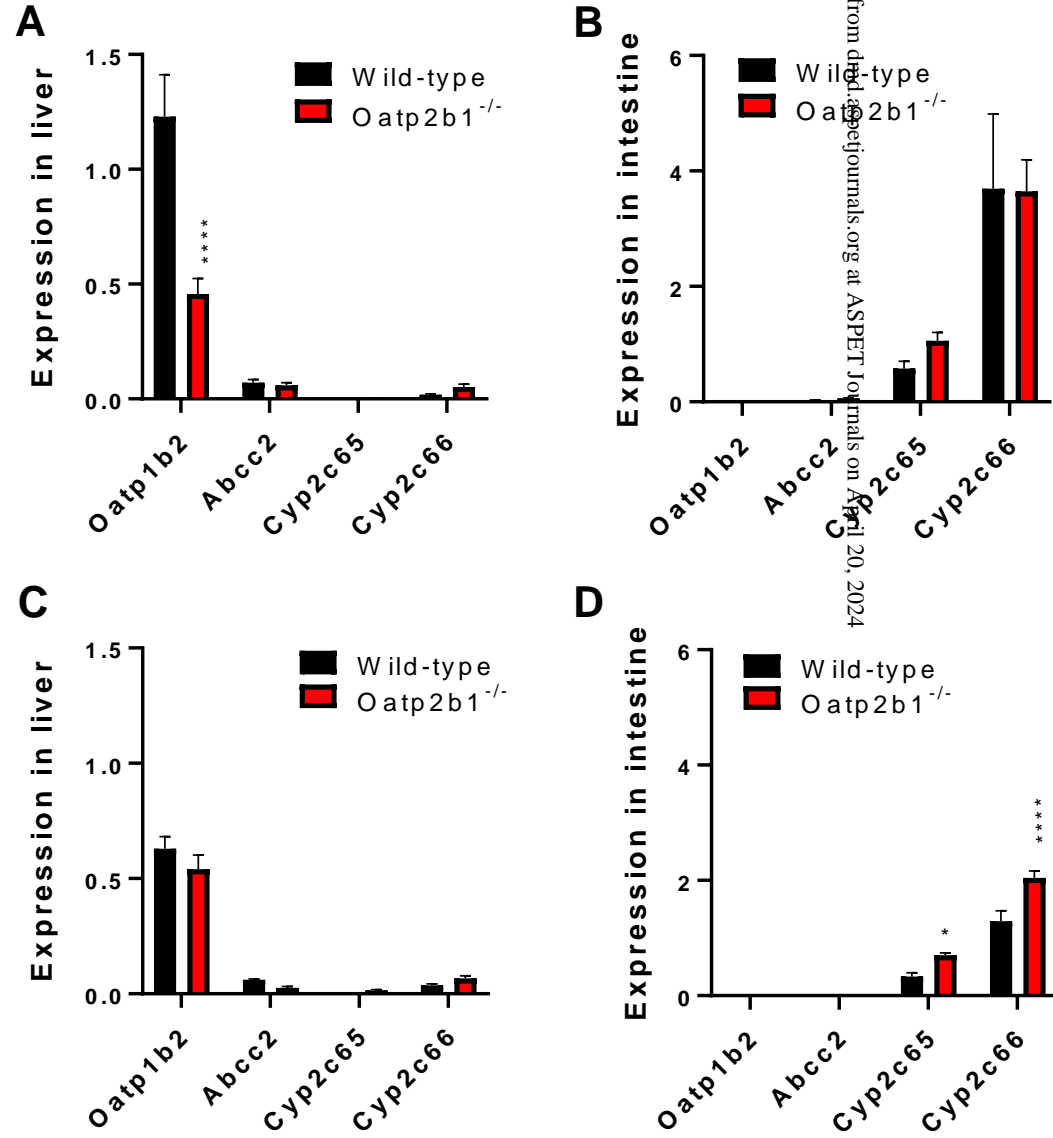 A
Expression in liver
1.5
1.0
0.5
0.0
Wild-type
Oatp2b1-/-
****
Oatp1b2
Abcc2
Cyp2c65
Cyp2c66
B
Expression in intestine
6
4
2
0
Wild-type
Oatp2b1-/-
Oatp1b2
Abcc2
Cyp2c65
Cyp2c66
from dmd.aspetjournals.org at ASPET Journals on April 20, 2024
C
Expression in liver
1.5
1.0
0.5
0.0
Wild-type
Oatp2b1-/-
Oatp1b2
Abcc2
Cyp2c65
Cyp2c66
D
Expression in intestine
6
4
2
0
Wild-type
Oatp2b1-/-
*
****
Oatp1b2
Abcc2
Cyp2c65
Cyp2c66